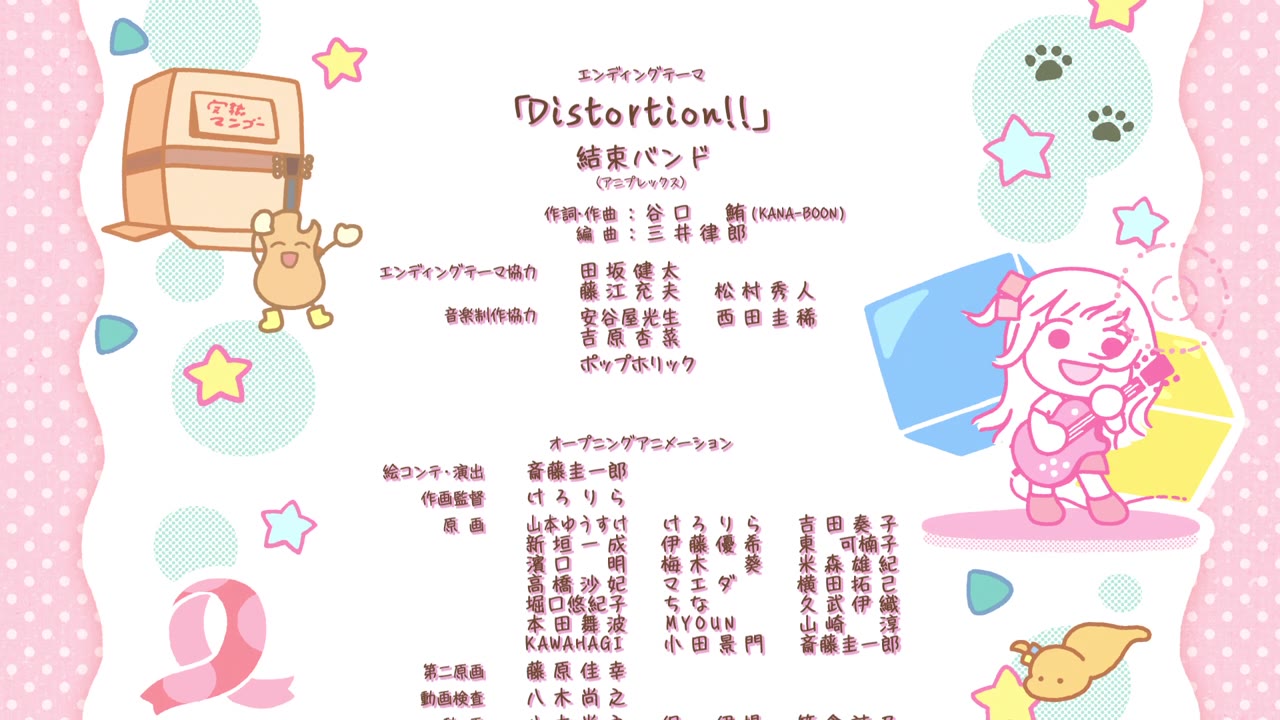 完熟
マンゴー
エンディングテーマ
「Distortion!!」
結束バンド
(アニプレックス)
作詞・作曲 : 谷口 鮪 (KANA-BOON)
編曲 : 三井律郎
エンディングテーマ協力 田坂健太
藤江充夫 松村秀人
音楽制作協力 安谷屋光生 西田圭稀
吉原杏菜
ポップホリック
オープニングアニメーション
絵コンテ・演出 斎藤圭一郎
作画監督 けろりら
原画 山本ゆうすけ けろりら 吉田奏子
新垣一成 伊藤優希 東 可楠子
濱口 明 梅木 葵 米森雄紀
高橋沙妃 マエダ 横田拓己
堀口悠紀子 ちな 久武伊織
本田舞波 MYOUN 山崎 淳
KAWAHAGI 小田景門 斎藤圭一郎
第二原画 藤原佳幸
動画検査 八木尚之